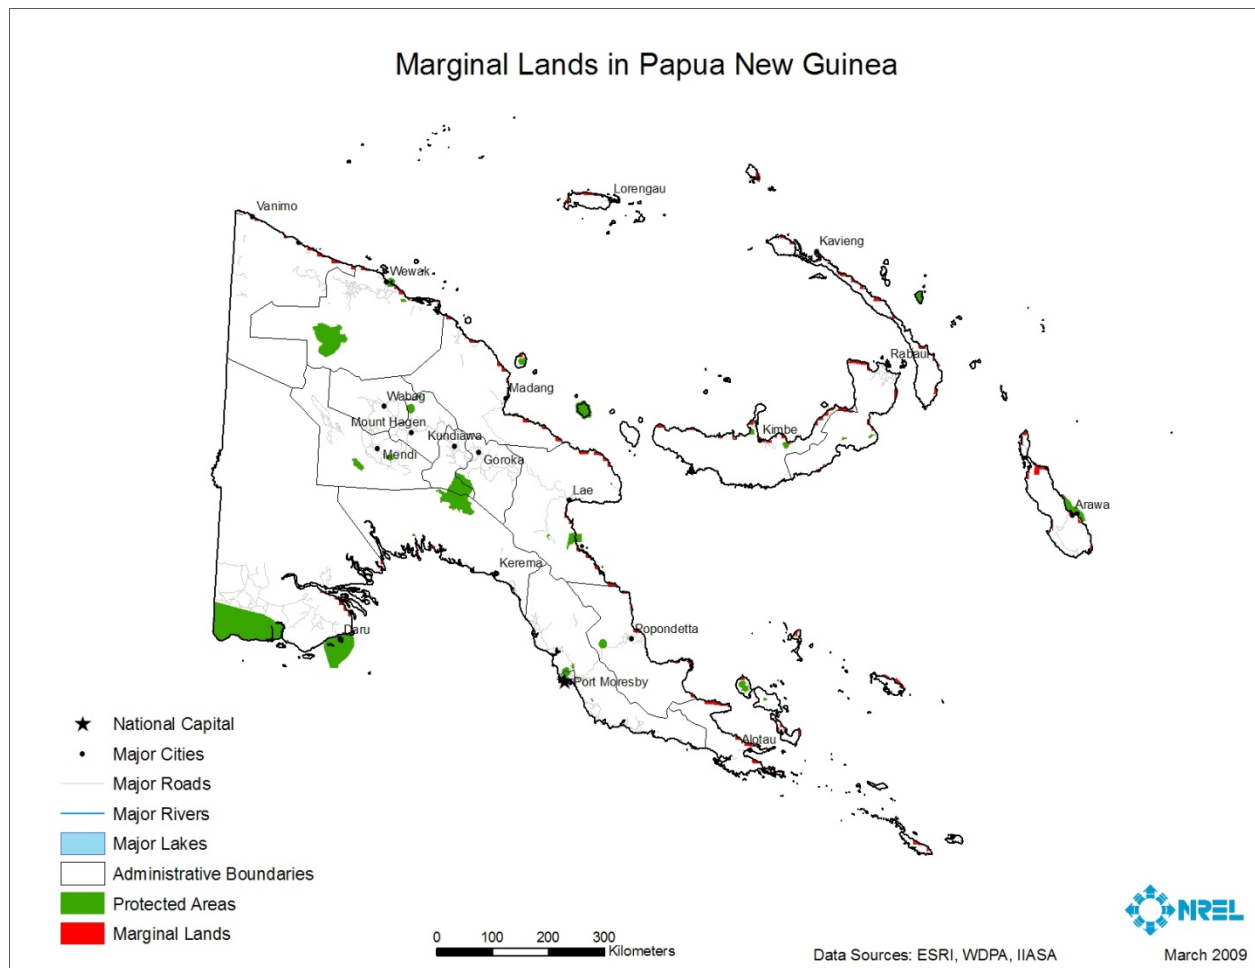 Marginal Lands in Papua New Guinea
Lorengau
Vanimo
Kavieng
Wewak
Rabaul
Madang
Wabag
Mount Hagen
Kundiawa
Kimbe
Mendi
Goroka
Lae
Arawa
Kerema
Daru
Popondetta
Port Moresby
Alotau
National Capital
Major Cities
Major Roads
Major Rivers
Major Lakes
Administrative Boundaries
Protected Areas
Marginal Lands
0 100 200 300
Kilometers
NREL
Data Sources: ESRI, WDPA, IIASA
March 2009